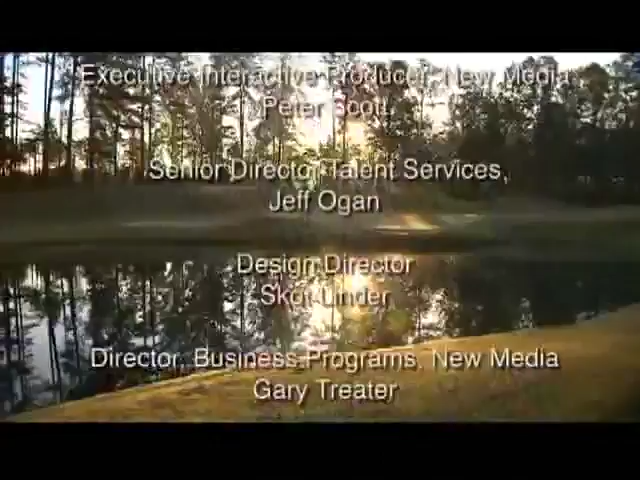 Executive Interactive Producer, New Media
Peter Scott
Senior Director Talent Services,
Jeff Ogan
Design Director
Skot Linder
Director, Business Programs, New Media
Gary Treater